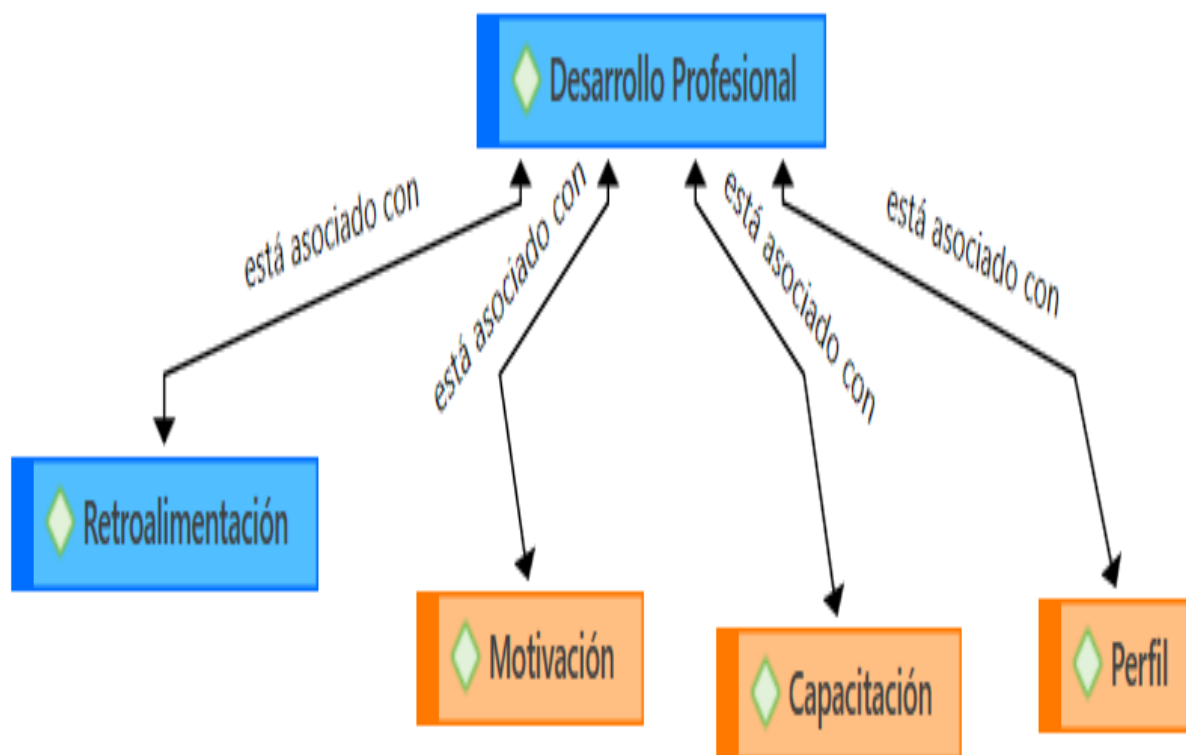 Desarrollo Profesional
está asociado con
está asociado con
está asociado con
está asociado con
Retroalimentación
Motivación
Capacitación
Perfil